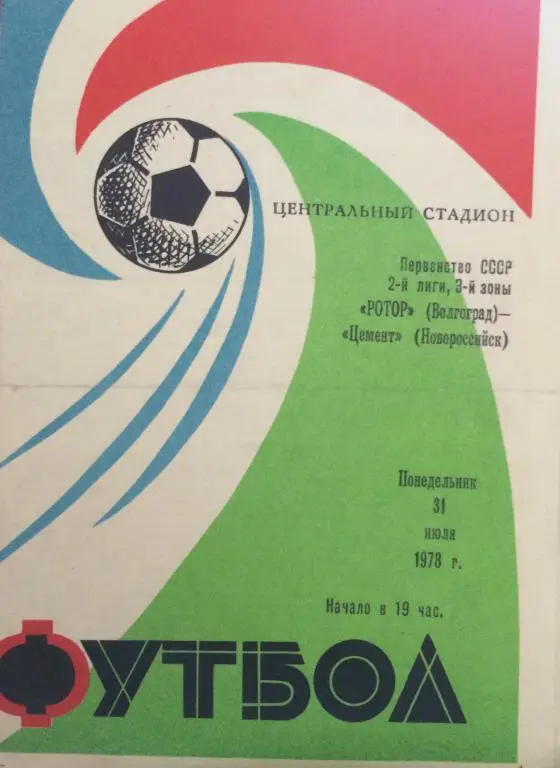 ЦЕНТРАЛЬНЫЙ СТАДИОН
Первенство СССР
2-й лиги, 3-й зоны
«РОТОР» (Волгоград)—
«Цемент» (Новороссийск)
Понедельник
31
июля
1978 г.
Начало в 19 час.
ФУТБОЛ